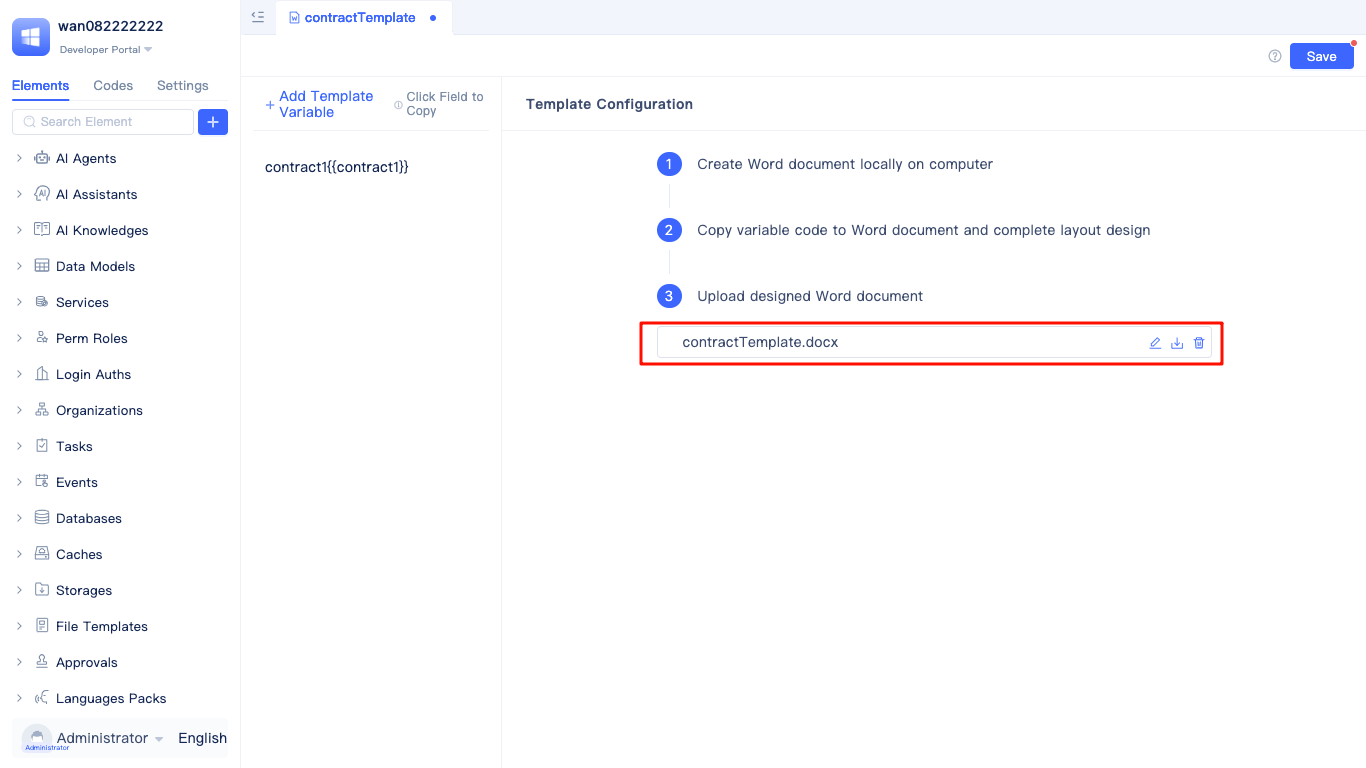 wan082222222
Developer Portal
Elements Codes Settings
Search Element
AI Agents
AI Assistants
AI Knowledges
Data Models
Services
Perm Roles
Login Auths
Organizations
Tasks
Events
Databases
Caches
Storages
File Templates
Approvals
Languages Packs
Administrator
Administrator
English
contractTemplate
Save
Add Template
Variable
Click Field to
Copy
contract1{{contract1}}
Template Configuration
1 Create Word document locally on computer
2 Copy variable code to Word document and complete layout design
3 Upload designed Word document
contractTemplate.docx